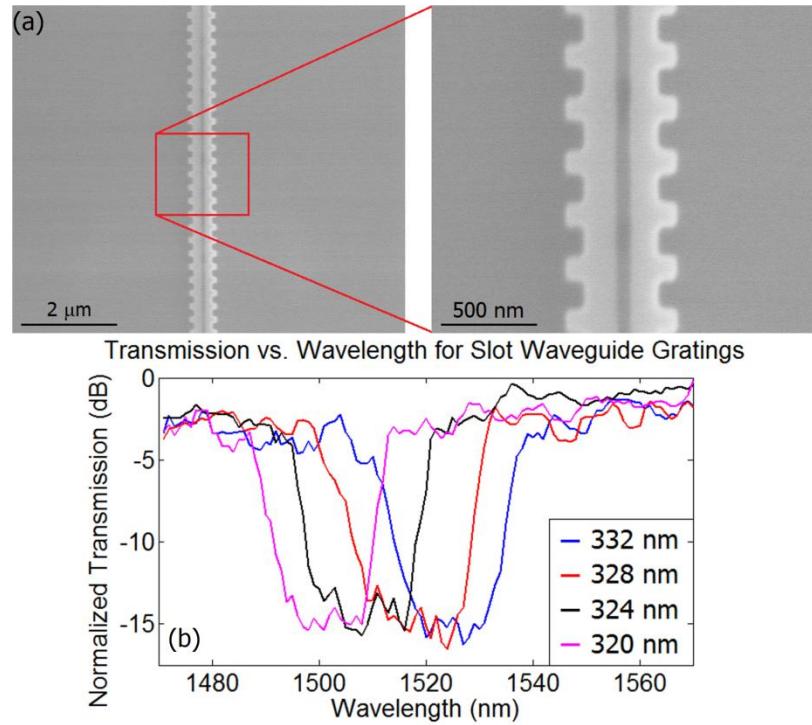 (a)
2 μm
500 nm
Transmission vs. Wavelength for Slot Waveguide Gratings
Normalized Transmission (dB)
0
-5
-10
-15
(b)
332 nm
328 nm
324 nm
320 nm
1480
1500
1520
1540
1560
Wavelength (nm)